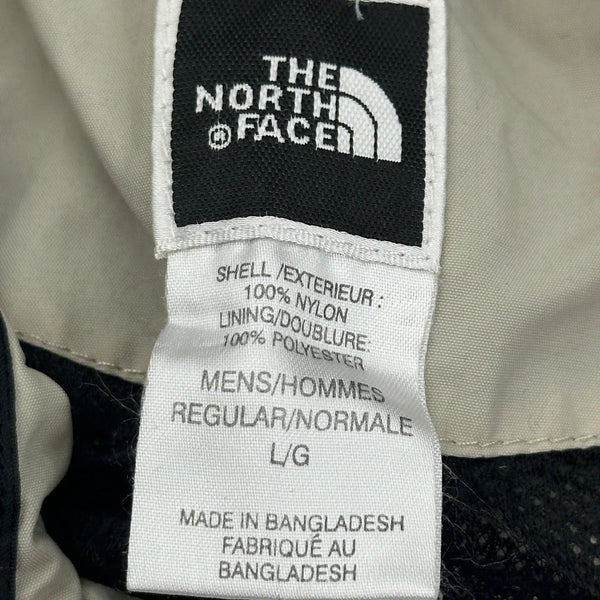 THE
NORTH
® FACE
SHELL /EXTERIEUR :
100% NYLON
LINING/DOUBLURE:
100% POLYESTER
MENS/HOMMES
REGULAR/NORMALE
L/G
MADE IN BANGLADESH
FABRIQUÉ AU
BANGLADESH